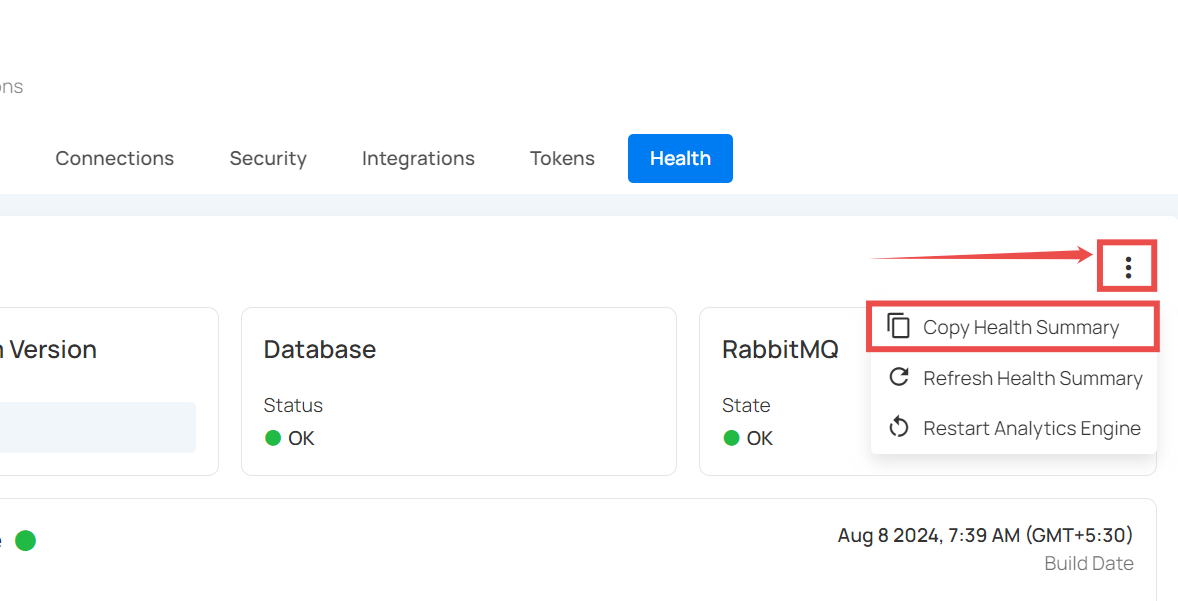 ons
Connections Security Integrations Tokens Health
Version
Database
Status
OK
RabbitMQ
State
OK
Copy Health Summary
Refresh Health Summary
Restart Analytics Engine
Aug 8 2024, 7:39 AM (GMT+5:30)
Build Date